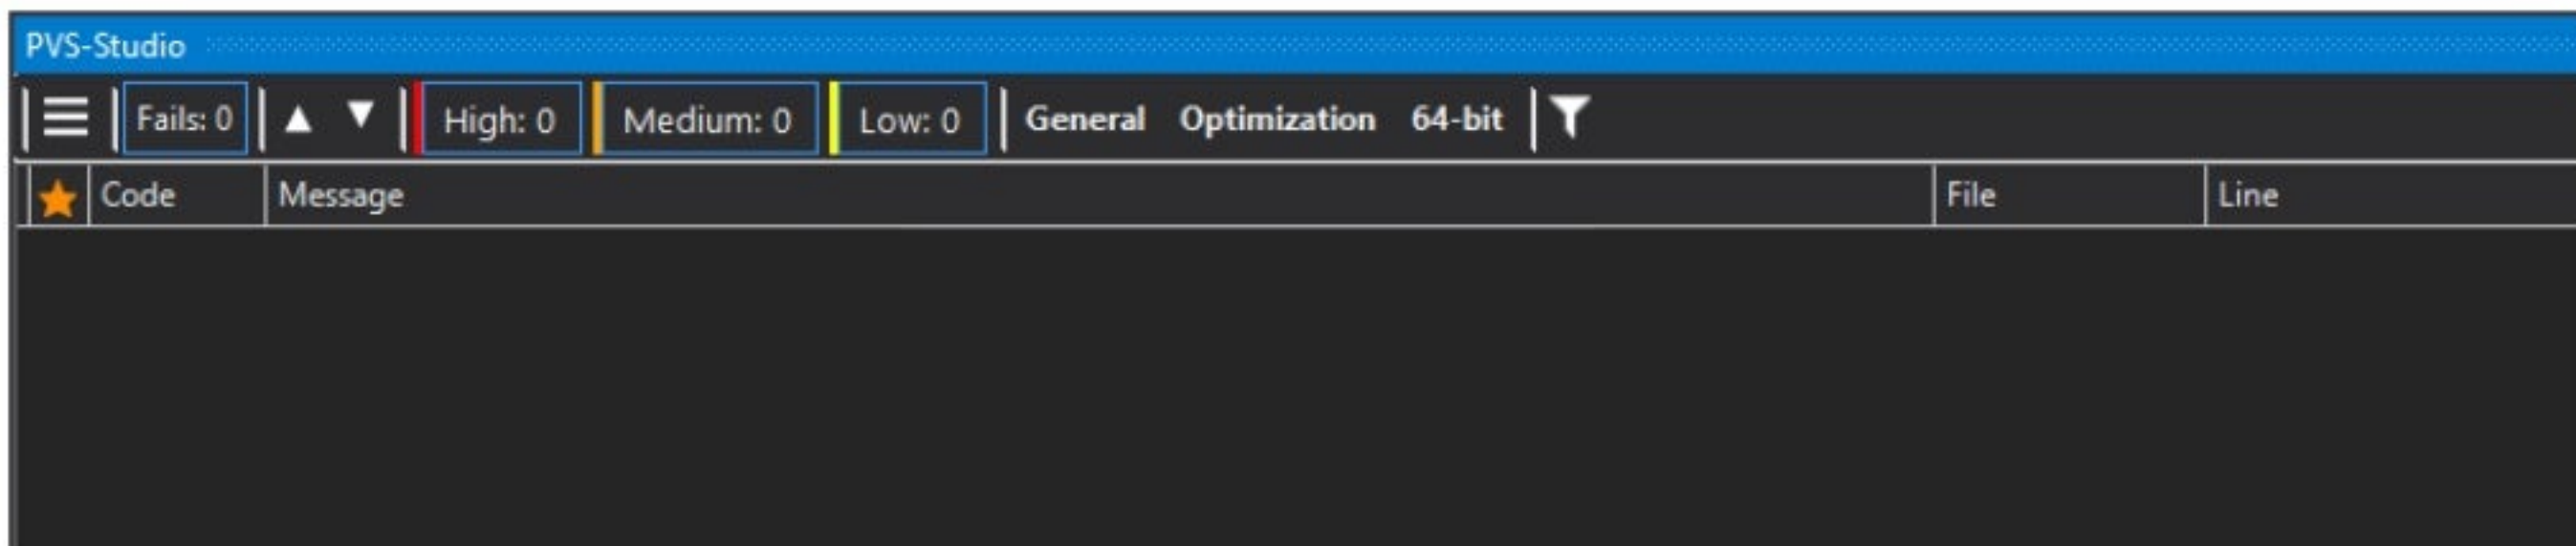 PVS-Studio
Fails: 0 High: 0 Medium: 0 Low: 0 General Optimization 64-bit
Code Message File Line